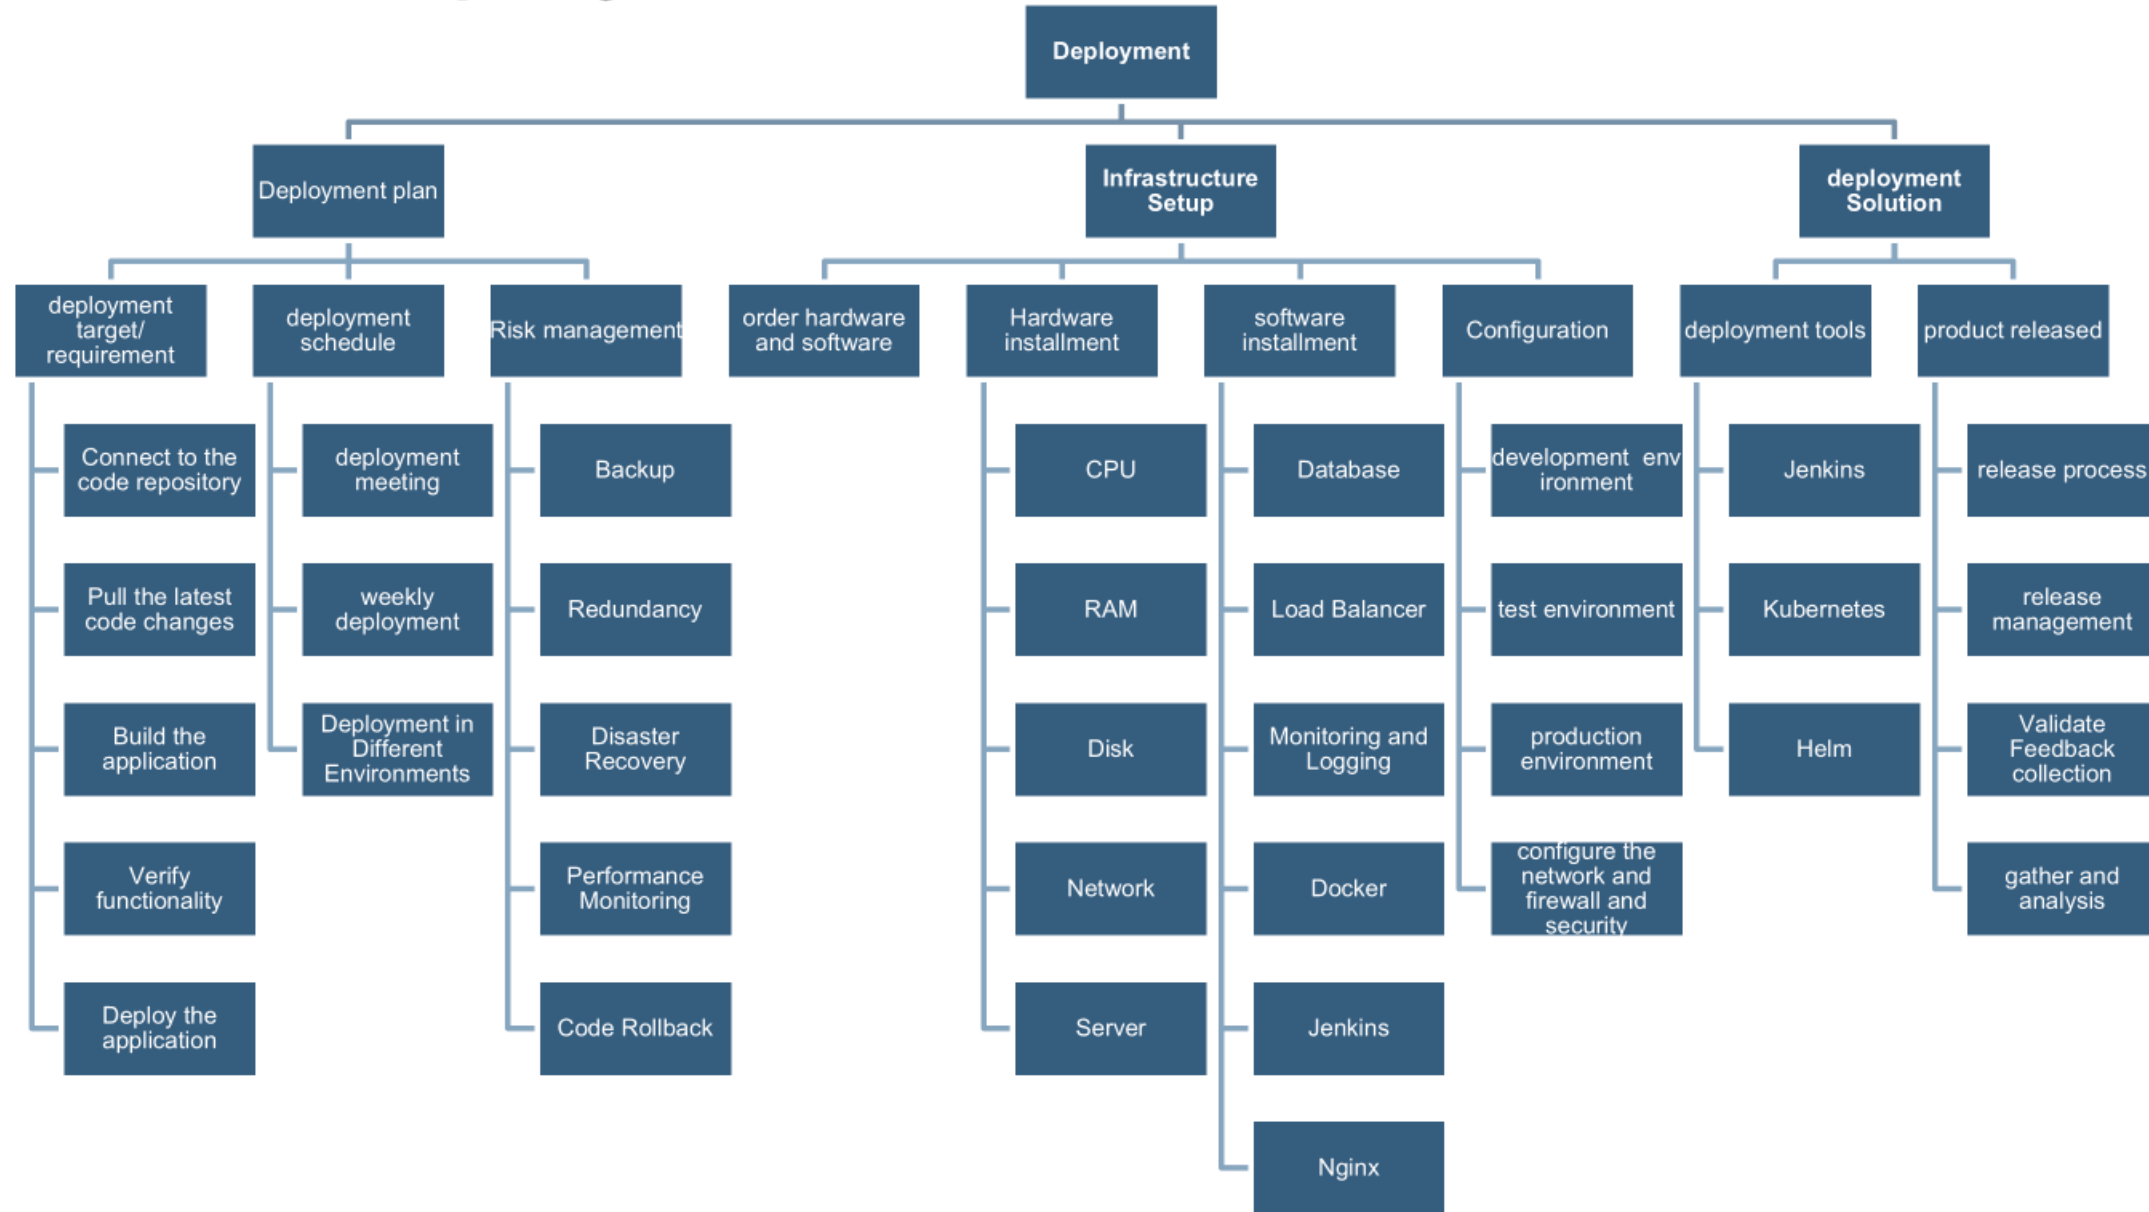 Deployment
Deployment plan
Infrastructure
Setup
deployment
Solution
deployment
target/
requirement
deployment
schedule
Risk management
order hardware
and software
Hardware
installment
software
installment
Configuration
deployment tools
product released
Connect to the
code repository
deployment
meeting
Backup
CPU
Database
development env
ironment
Jenkins
release process
Pull the latest
code changes
weekly
deployment
Redundancy
RAM
Load Balancer
test environment
Kubernetes
release
management
Build the
application
Deployment in
Different
Environments
Disaster
Recovery
Disk
Monitoring and
Logging
production
environment
Helm
Validate
Feedback
collection
Verify
functionality
Performance
Monitoring
Network
Docker
configure the
network and
firewall and
security
gather and
analysis
Deploy the
application
Code Rollback
Server
Jenkins
Nginx